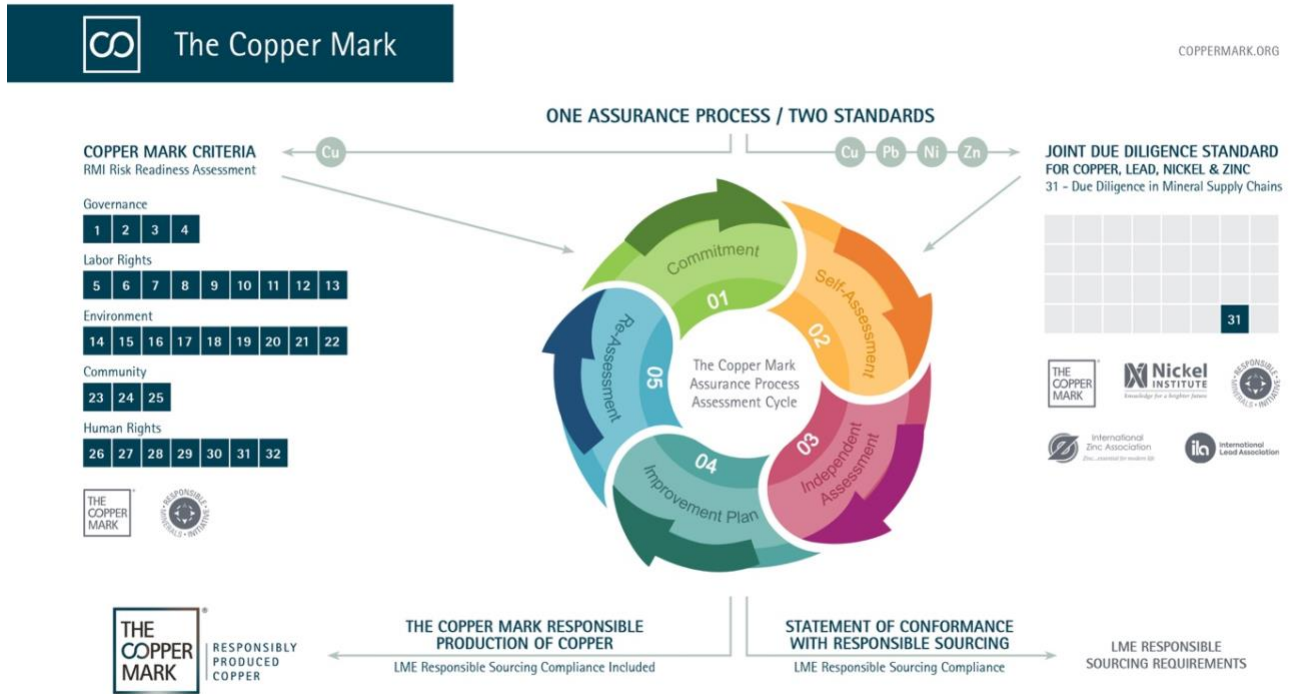 The Copper Mark
COPPERMARK.ORG
ONE ASSURANCE PROCESS / TWO STANDARDS
COPPER MARK CRITERIA
RMI Risk Readiness Assessment
Cu
Cu Pb Ni Zn
JOINT DUE DILIGENCE STANDARD
FOR COPPER, LEAD, NICKEL & ZINC
31 - Due Diligence in Mineral Supply Chains
Governance
1 2 3 4
Labor Rights
5 6 7 8 9 10 11 12 13
Environment
14 15 16 17 18 19 20 21 22
Community
23 24 25
Human Rights
26 27 28 29 30 31 32
THE
COPPER
MARK
RESPONSIBLE
MINERALS · INITIATIVE
Commitment
01
Self-Assessment
02
Independent
Assessment
03
Improvement Plan
04
Re-Assessment
05
The Copper Mark
Assurance Process
Assessment Cycle
31
THE
COPPER
MARK
Nickel
INSTITUTE
Knowledge for a brighter future
RESPONSIBLE
MINERALS · INITIATIVE
International
Zinc Association
ila
International
Lead Association
THE
COPPER
MARK
®
RESPONSIBLY
PRODUCED
COPPER
THE COPPER MARK RESPONSIBLE
PRODUCTION OF COPPER
LME Responsible Sourcing Compliance Included
STATEMENT OF CONFORMANCE
WITH RESPONSIBLE SOURCING
LME Responsible Sourcing Compliance
LME RESPONSIBLE
SOURCING REQUIREMENTS